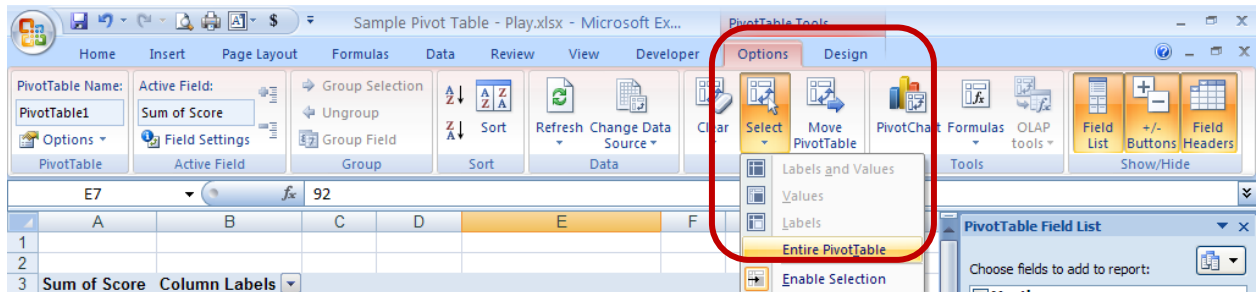 Sample Pivot Table - Play.xlsx - Microsoft Ex... PivotTable Tools
Home Insert Page Layout Formulas Data Review View Developer Options Design
PivotTable Name: Active Field: Group Selection
PivotTable1 Sum of Score Ungroup Sort Refresh Change Data Source Clear Select Move PivotTable PivotChart Formulas OLAP tools Field List +/- Buttons Field Headers
Options Field Settings Group Field
PivotTable Active Field Group Sort Data Tools Show/Hide
Labels and Values
Values
Labels
Entire PivotTable
Enable Selection
E7 fx 92
A B C D E F
1
2
3 Sum of Score Column Labels
PivotTable Field List
Choose fields to add to report: